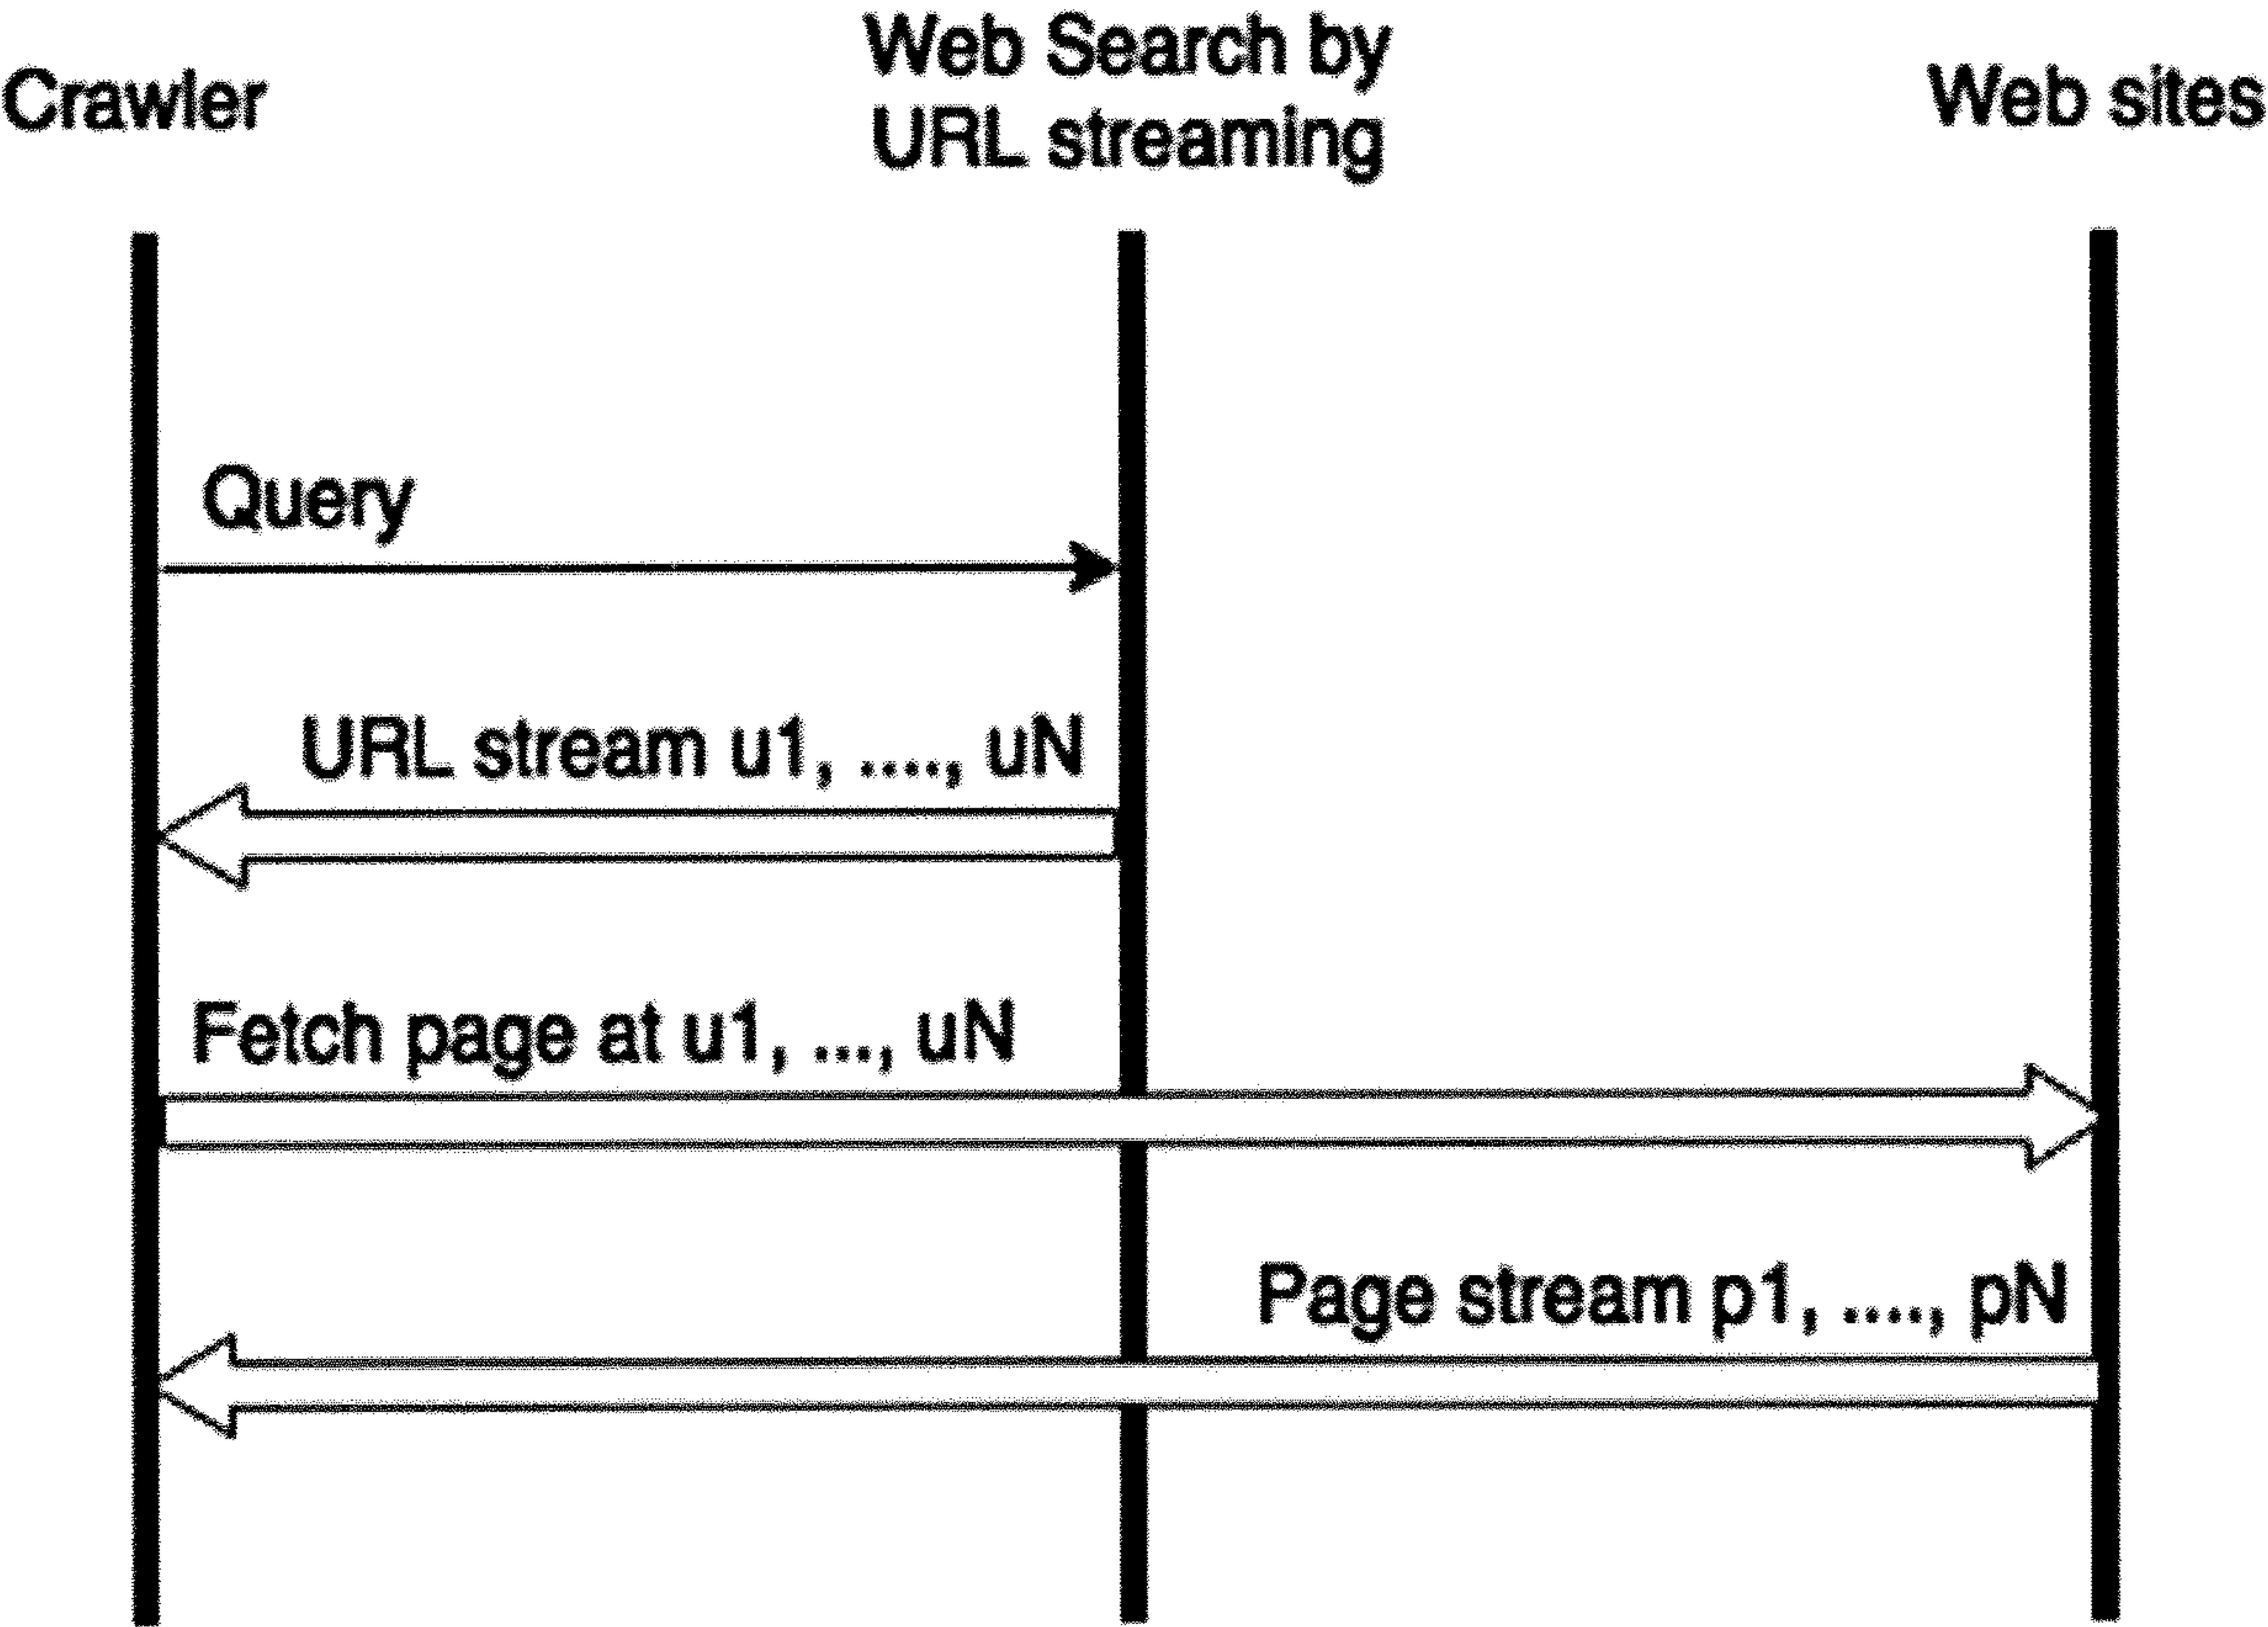 Crawler
Web Search by
URL streaming
Web sites
Query
URL stream u1, ...., uN
Fetch page at u1, ..., uN
Page stream p1, ...., pN